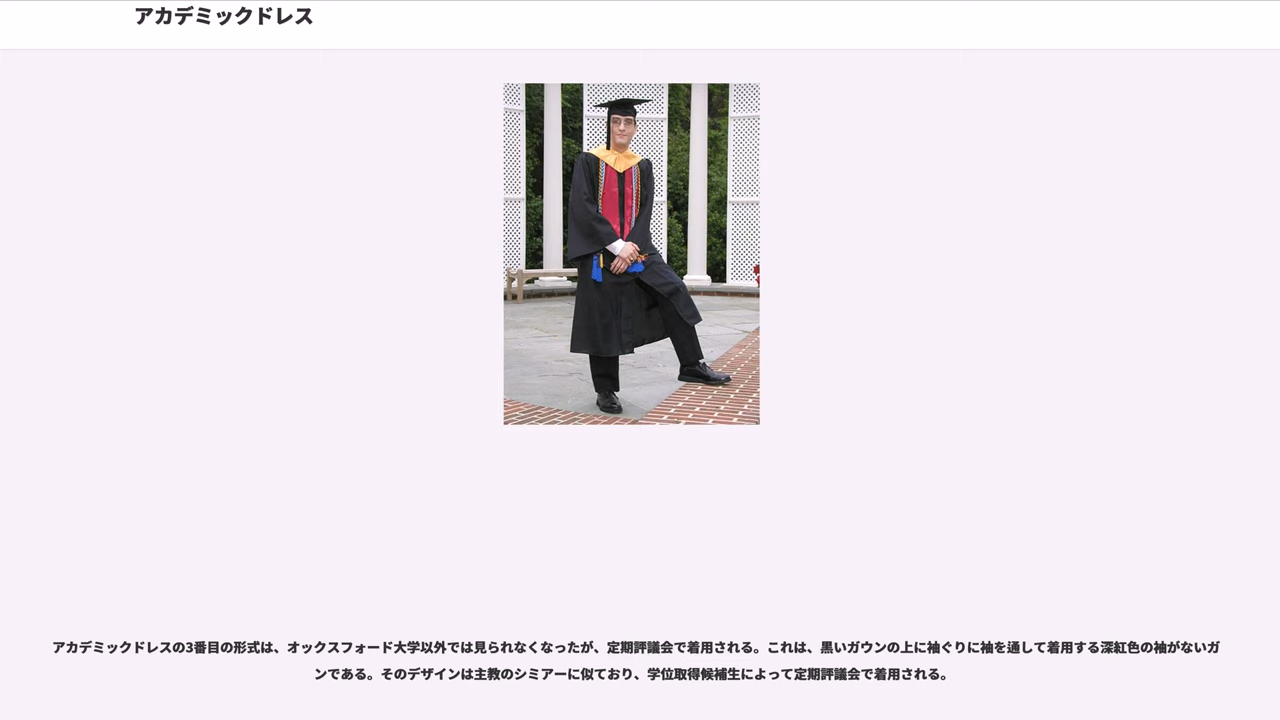 アカデミックドレス
アカデミックドレスの3番目の形式は、オックスフォード大学以外では見られなくなったが、定期評議会で着用される。これは、黒いガウンの上に袖ぐりに袖を通して着用する深紅色の袖がないガ
ンである。そのデザインは主教のシミアーに似ており、学位取得候補生によって定期評議会で着用される。